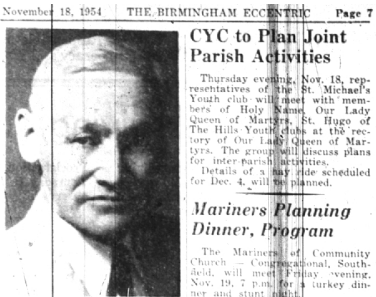 November 18, 1954 THE BIRMINGHAM ECCENTRIC Page 7
CYC to Plan Joint
Parish Activities
Thursday evening, Nov. 18, rep-
resentatives of the St. Michael's
Youth club will meet with mem-
bers of Holy Name, Our Lady
Queen of Martyrs, St. Hugo of
The Hills Youth clubs at the rec-
tory of Our Lady Queen of Mar-
tyrs. The group will discuss plans
for inter-parish activities.
Details of a hay ride scheduled
for Dec. 4, will be planned.
Mariners Planning
Dinner, Program
The Mariners of Community
Church — Congregational, South-
field, will meet Friday evening,
Nov. 19, 7 p.m. for a turkey din-
ner and stunt night.